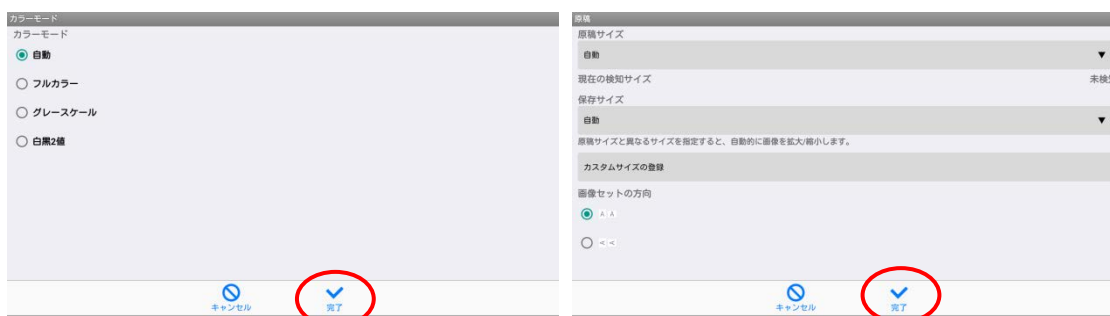 カラーモード
カラーモード
自動
フルカラー
グレースケール
白黒2値
キャンセル
完了
原稿
原稿サイズ
自動
現在の検知サイズ
未検
保存サイズ
自動
原稿サイズと異なるサイズを指定すると、自動的に画像を拡大/縮小します。
カスタムサイズの登録
画像セットの方向
キャンセル
完了